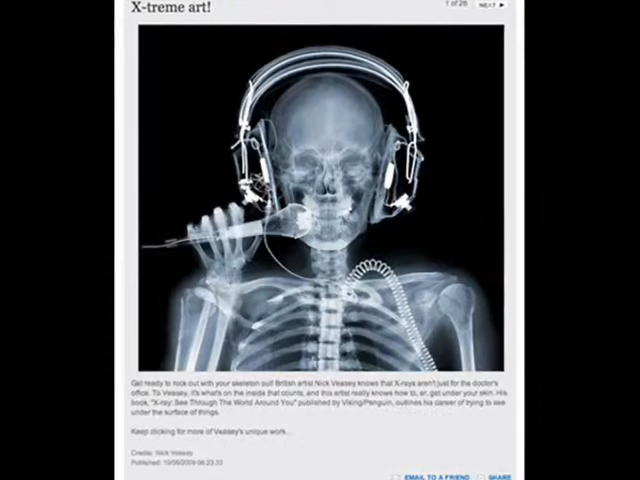 X-treme art!
1 of 26 NEXT
Get ready to rock out with your skeleton out! British artist Nick Veasey knows that X-rays aren't just for the doctor's
office. To Veasey, it's what's on the inside that counts, and this artist really knows how to, er, get under your skin. His
book, "X-ray: See Through The World Around You" published by Viking/Penguin, outlines his career of trying to see
under the surface of things.
Keep clicking for more of Veasey's unique work...
Credits: Nick Veasey
Published:
EMAIL TO A FRIEND SHARE